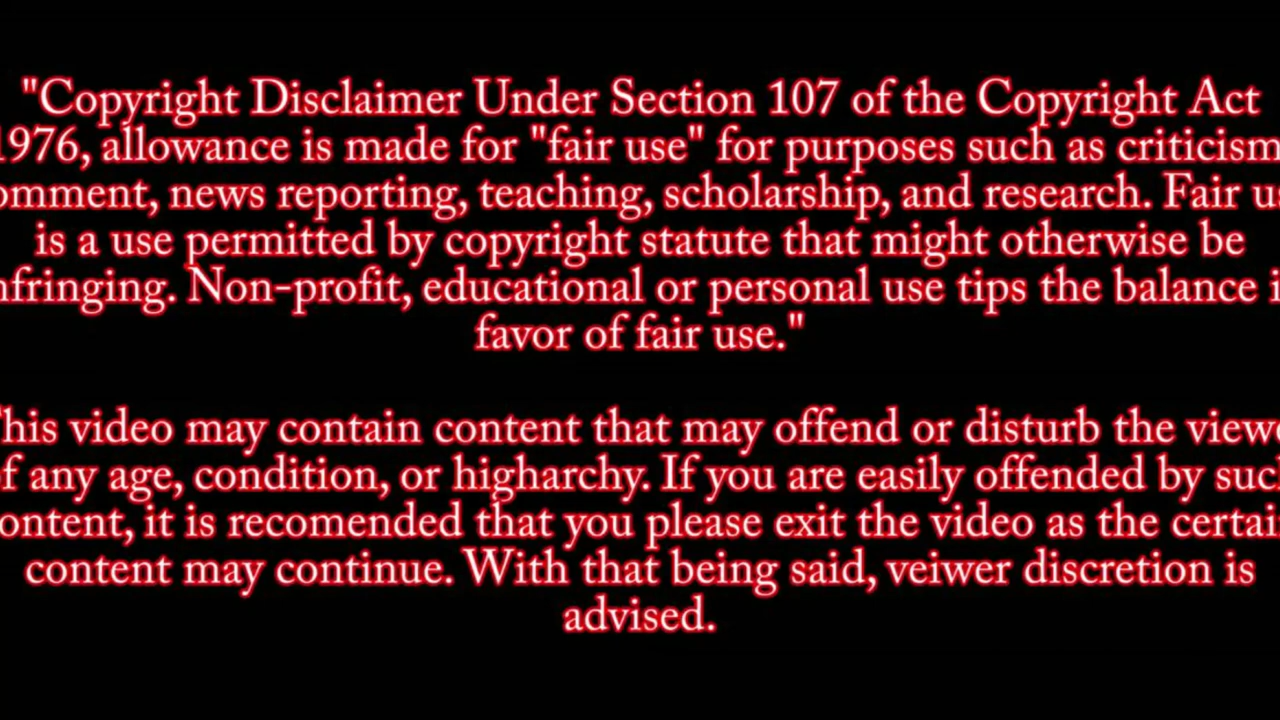 "Copyright Disclaimer Under Section 107 of the Copyright Act
1976, allowance is made for "fair use" for purposes such as criticism
omment, news reporting, teaching, scholarship, and research. Fair u
is a use permitted by copyright statute that might otherwise be
nfringing. Non-profit, educational or personal use tips the balance i
favor of fair use."
This video may contain content that may offend or disturb the viewe
of any age, condition, or higharchy. If you are easily offended by suc
ontent, it is recomended that you please exit the video as the certai
content may continue. With that being said, veiwer discretion is
advised.